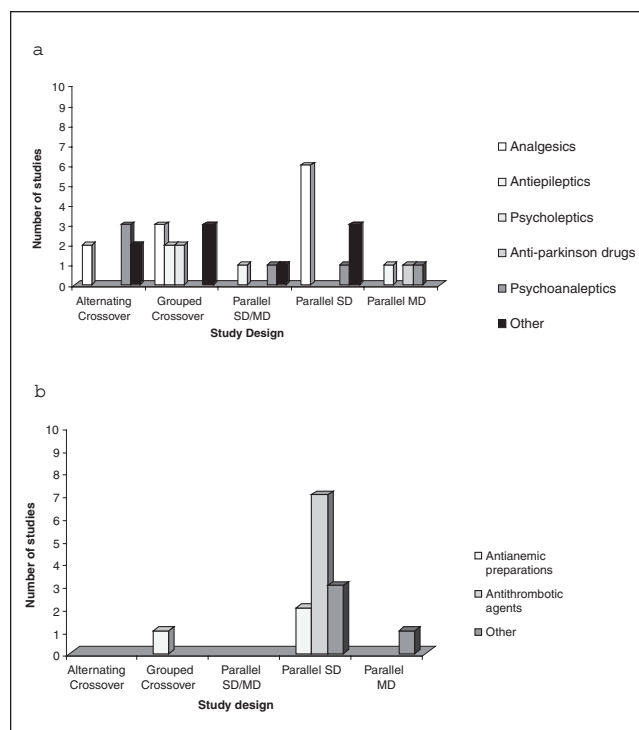 a
10
9
8
7
6
5
4
3
2
1
0
Number of studies
Alternating
Crossover
Grouped
Crossover
Parallel
SD/MD
Parallel SD
Parallel MD
Study Design
Analgesics
Antiepileptics
Psycholeptics
Anti-parkinson drugs
Psychoanaleptics
Other
b
10
9
8
7
6
5
4
3
2
1
0
Number of studies
Alternating
Crossover
Grouped
Crossover
Parallel
SD/MD
Parallel SD
Parallel
MD
Study design
Antianemic
preparations
Antithrombotic
agents
Other